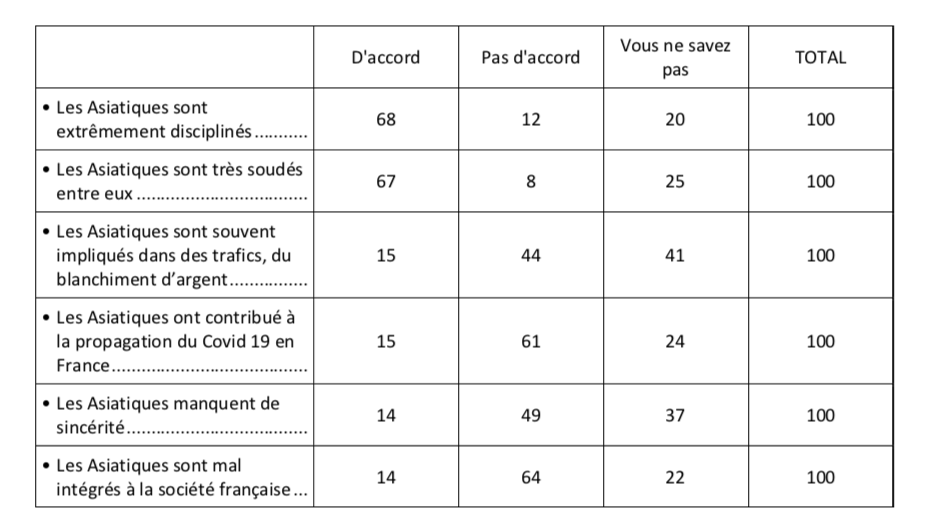 D'accord Pas d'accord Vous ne savez pas TOTAL
• Les Asiatiques sont
extrêmement disciplinés........... 68 12 20 100
• Les Asiatiques sont très soudés
entre eux.................................... 67 8 25 100
• Les Asiatiques sont souvent
impliqués dans des trafics, du
blanchiment d’argent................ 15 44 41 100
• Les Asiatiques ont contribué à
la propagation du Covid 19 en
France......................................... 15 61 24 100
• Les Asiatiques manquent de
sincérité...................................... 14 49 37 100
• Les Asiatiques sont mal
intégrés à la société française... 14 64 22 100